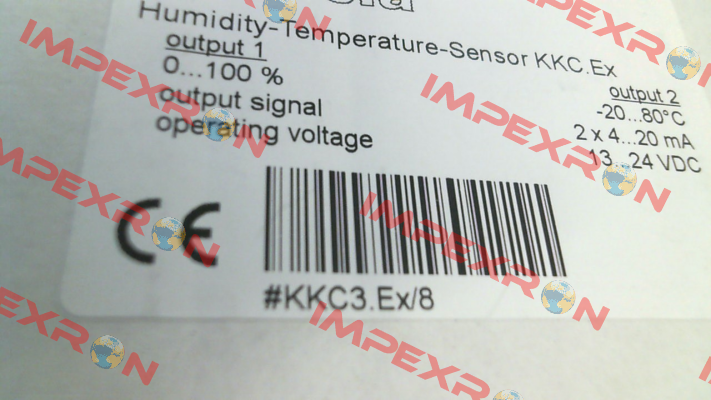 Humidity-Temperature-Sensor KKC.Ex
output 1 output 2
0...100 % -20...80°C
output signal 2 x 4...20 mA
operating voltage 13...24 VDC
CE
#KKC3.Ex/8
IMPEXRON
IMPEXRON
IMPEXRON
IMPEXRON
IMPEXRON
IMPEXRON